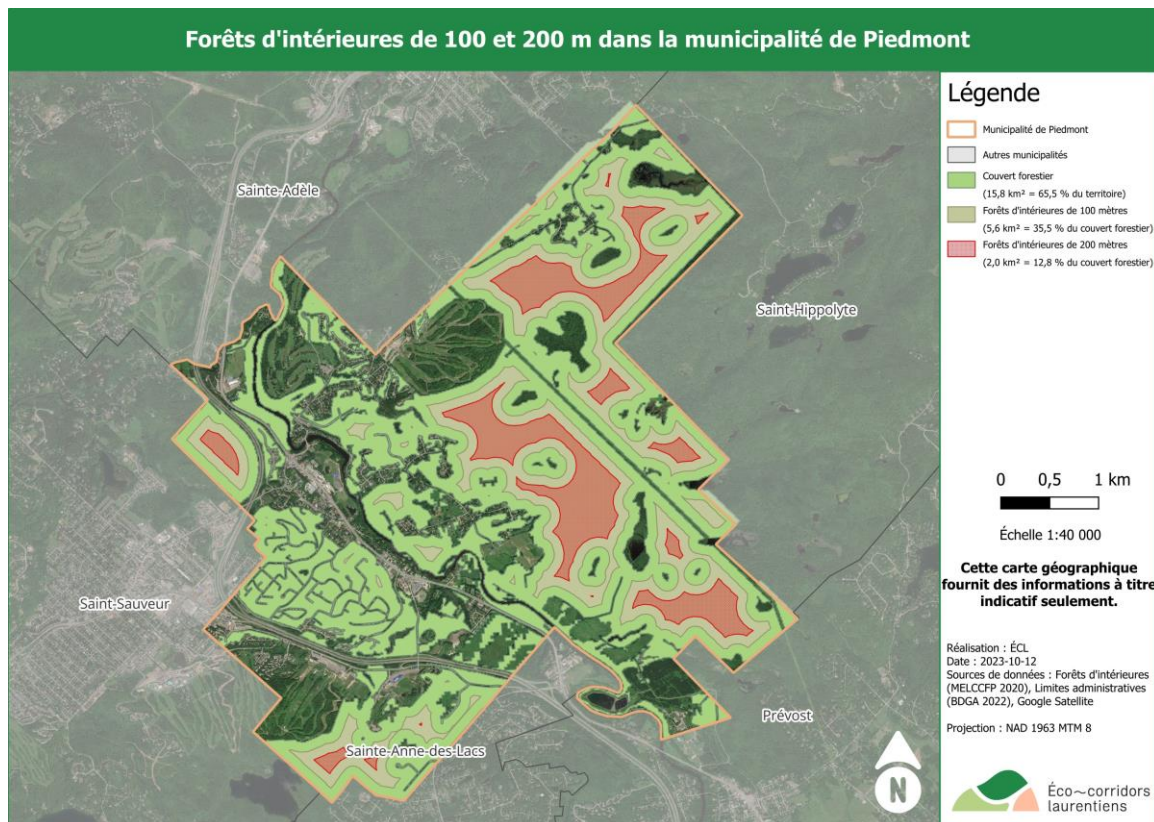 Forêts d'intérieures de 100 et 200 m dans la municipalité de Piedmont
Légende
Municipalité de Piedmont
Autres municipalités
Couvert forestier
(15,8 km² = 65,5 % du territoire)
Forêts d'intérieures de 100 mètres
(5,6 km² = 35,5 % du couvert forestier)
Forêts d'intérieures de 200 mètres
(2,0 km² = 12,8 % du couvert forestier)
Sainte-Adèle
Saint-Hippolyte
Saint-Sauveur
Sainte-Anne-des-Lacs
Prévost
0 0,5 1 km
Échelle 1:40 000
Cette carte géographique
fournit des informations à titre
indicatif seulement.
Réalisation : ÉCL
Date : 2023-10-12
Sources de données : Forêts d'intérieures
(MELCCFP 2020), Limites administratives
(BDGA 2022), Google Satellite
Projection : NAD 1963 MTM 8
N
Éco~corridors
laurentiens